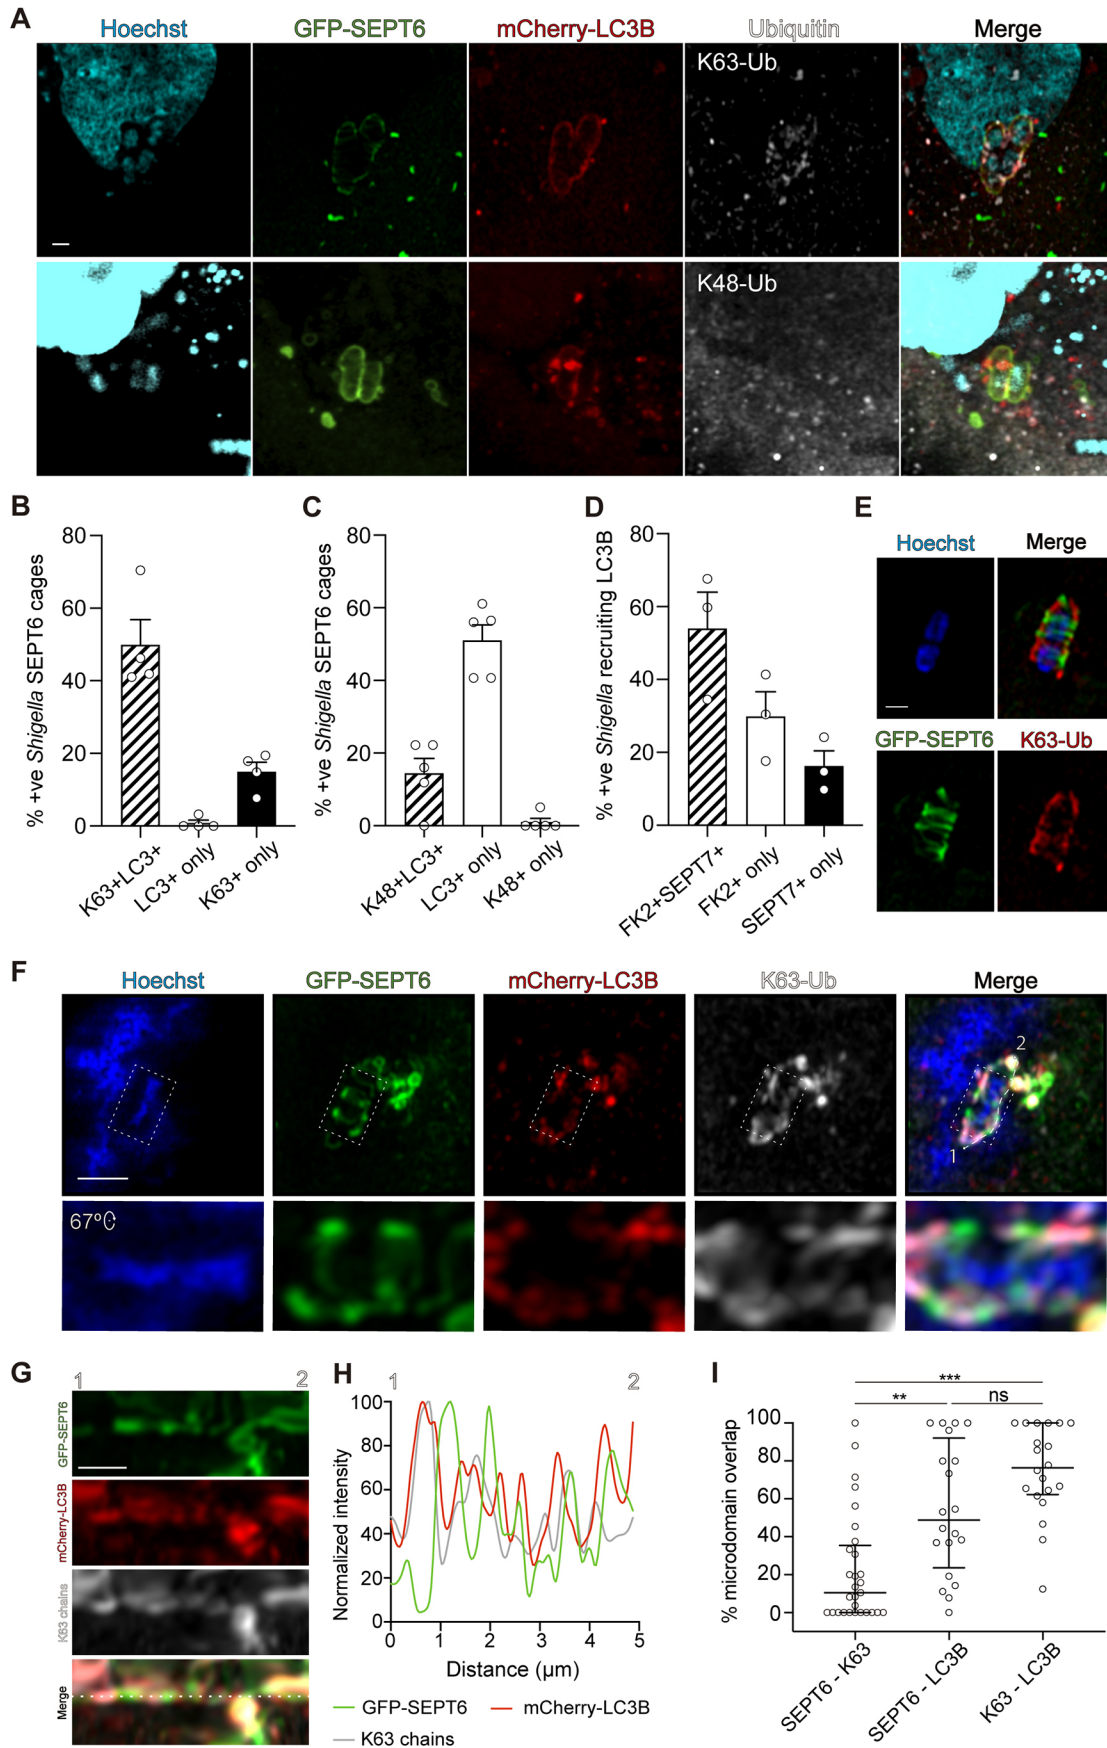 A
Hoechst GFP-SEPT6 mCherry-LC3B Ubiquitin Merge
K63-Ub
K48-Ub
B
% +ve Shigella SEPT6 cages
80
60
40
20
0
K63+LC3+
LC3+ only
K63+ only
C
% +ve Shigella SEPT6 cages
80
60
40
20
0
K48+LC3+
LC3+ only
K48+ only
D
% +ve Shigella recruiting LC3B
80
60
40
20
0
FK2+SEPT7+
FK2+ only
SEPT7+ only
E
Hoechst Merge
GFP-SEPT6 K63-Ub
F
Hoechst GFP-SEPT6 mCherry-LC3B K63-Ub Merge
2
1
67º
G
1 2
GFP-SEPT6
mCherry-LC3B
K63 chains
Merge
H
1 2
Normalized intensity
100
80
60
40
20
0
0 1 2 3 4 5
Distance (µm)
GFP-SEPT6 mCherry-LC3B
K63 chains
I
***
** ns
% microdomain overlap
100
80
60
40
20
0
SEPT6 - K63
SEPT6 - LC3B
K63 - LC3B